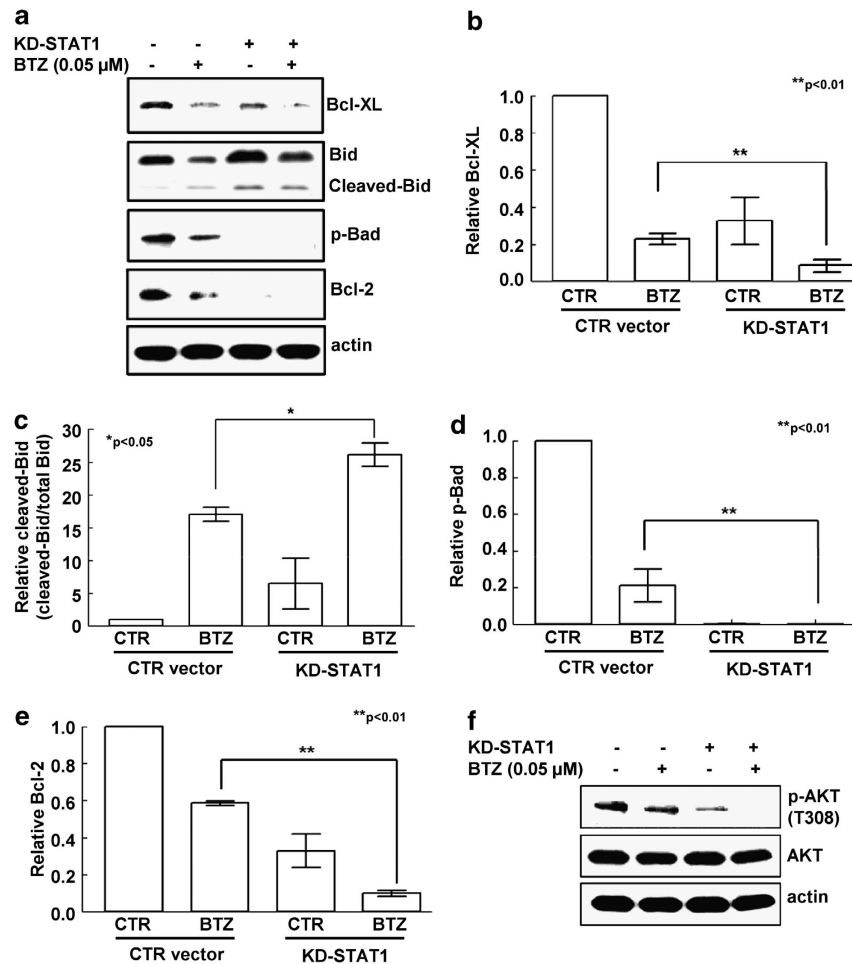 a
KD-STAT1 - - + +
BTZ (0.05 µM) - + - +
Bcl-XL
Bid
Cleaved-Bid
p-Bad
Bcl-2
actin
b
**p<0.01
Relative Bcl-XL
1.0
0.8
0.6
0.4
0.2
0.0
**
CTR BTZ CTR BTZ
CTR vector KD-STAT1
c
*p<0.05
Relative cleaved-Bid
(cleaved-Bid/total Bid)
30
25
20
15
10
5
0
*
CTR BTZ CTR BTZ
CTR vector KD-STAT1
d
**p<0.01
Relative p-Bad
1.0
0.8
0.6
0.4
0.2
0.0
**
CTR BTZ CTR BTZ
CTR vector KD-STAT1
e
**p<0.01
Relative Bcl-2
1.0
0.8
0.6
0.4
0.2
0.0
**
CTR BTZ CTR BTZ
CTR vector KD-STAT1
f
KD-STAT1 - - + +
BTZ (0.05 µM) - + - +
p-AKT
(T308)
AKT
actin